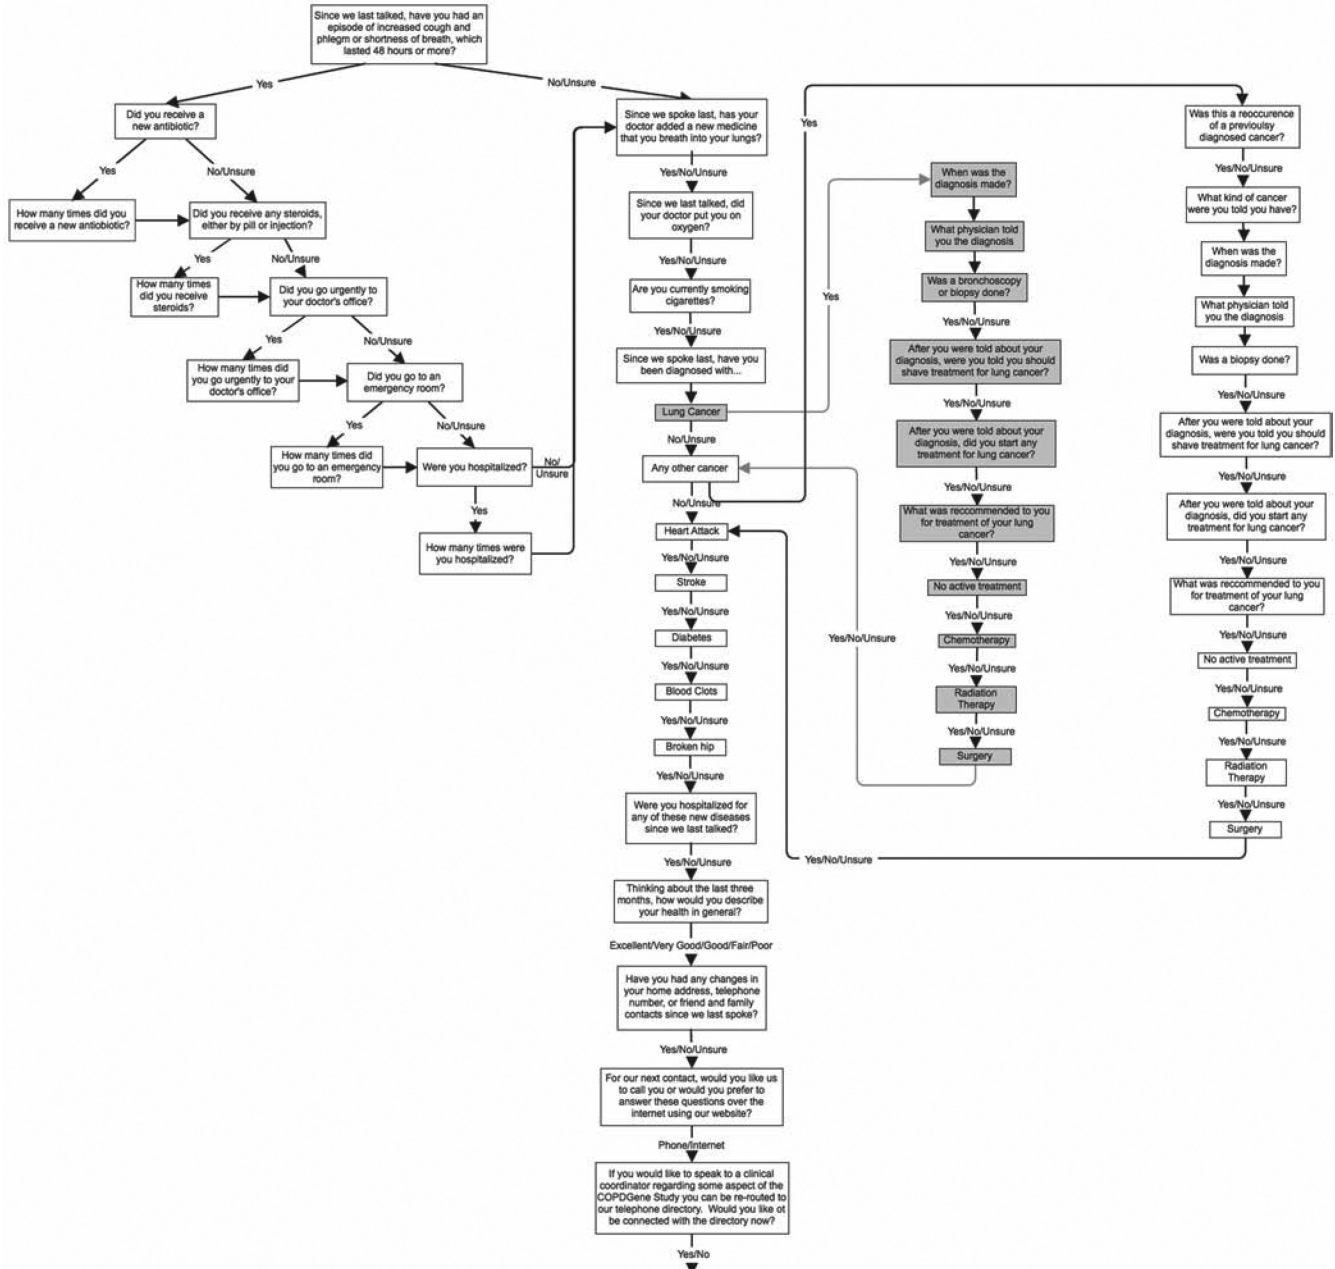 Since we last talked, have you had an
episode of increased cough and
phlegm or shortness of breath, which
lasted 48 hours or more?
Yes
No/Unsure
Did you receive a
new antibiotic?
Yes
No/Unsure
How many times did you
receive a new antiobiotic?
Did you receive any steroids,
either by pill or injection?
Yes
No/Unsure
How many times
did you receive
steroids?
Did you go urgently to
your doctor's office?
Yes
No/Unsure
How many times did
you go urgently to your
doctor's office?
Did you go to an
emergency room?
Yes
No/Unsure
How many times did
you go to an emergency
room?
Were you hospitalized?
No/
Unsure
Yes
How many times were
you hospitalized?
Since we spoke last, has your
doctor added a new medicine
that you breath into your lungs?
Yes/No/Unsure
Since we last talked, did
your doctor put you on
oxygen?
Yes/No/Unsure
Are you currently smoking
cigarettes?
Yes/No/Unsure
Since we spoke last, have you
been diagnosed with...
Lung Cancer
No/Unsure
Any other cancer
No/Unsure
Heart Attack
Yes/No/Unsure
Stroke
Yes/No/Unsure
Diabetes
Yes/No/Unsure
Blood Clots
Yes/No/Unsure
Broken hip
Yes/No/Unsure
Were you hospitalized for
any of these new diseases
since we last talked?
Yes/No/Unsure
Thinking about the last three
months, how would you describe
your health in general?
Excellent/Very Good/Good/Fair/Poor
Have you had any changes in
your home address, telephone
number, or friend and family
contacts since we last spoke?
Yes/No/Unsure
For our next contact, would you like us
to call you or would you prefer to
answer these questions over the
internet using our website?
Phone/Internet
If you would like to speak to a clinical
coordinator regarding some aspect of the
COPDGene Study you can be re-routed to
our telephone directory. Would you like ot
be connected with the directory now?
Yes/No
Yes
When was the
diagnosis made?
What physician told
you the diagnosis
Was a bronchoscopy
or biopsy done?
Yes/No/Unsure
After you were told about your
diagnosis, were you told you should
shave treatment for lung cancer?
Yes/No/Unsure
After you were told about your
diagnosis, did you start any
treatment for lung cancer?
Yes/No/Unsure
What was reccommended to you
for treatment of your lung
cancer?
Yes/No/Unsure
No active treatment
Yes/No/Unsure
Chemotherapy
Yes/No/Unsure
Radiation
Therapy
Yes/No/Unsure
Surgery
Yes/No/Unsure
Yes
Was this a reoccurence
of a previoulsy
diagnosed cancer?
Yes/No/Unsure
What kind of cancer
were you told you have?
When was the
diagnosis made?
What physician told
you the diagnosis
Was a biopsy done?
Yes/No/Unsure
After you were told about your
diagnosis, were you told you should
shave treatment for lung cancer?
Yes/No/Unsure
After you were told about your
diagnosis, did you start any
treatment for lung cancer?
Yes/No/Unsure
What was reccommended to you
for treatment of your lung
cancer?
Yes/No/Unsure
No active treatment
Yes/No/Unsure
Chemotherapy
Yes/No/Unsure
Radiation
Therapy
Yes/No/Unsure
Surgery
Yes/No/Unsure